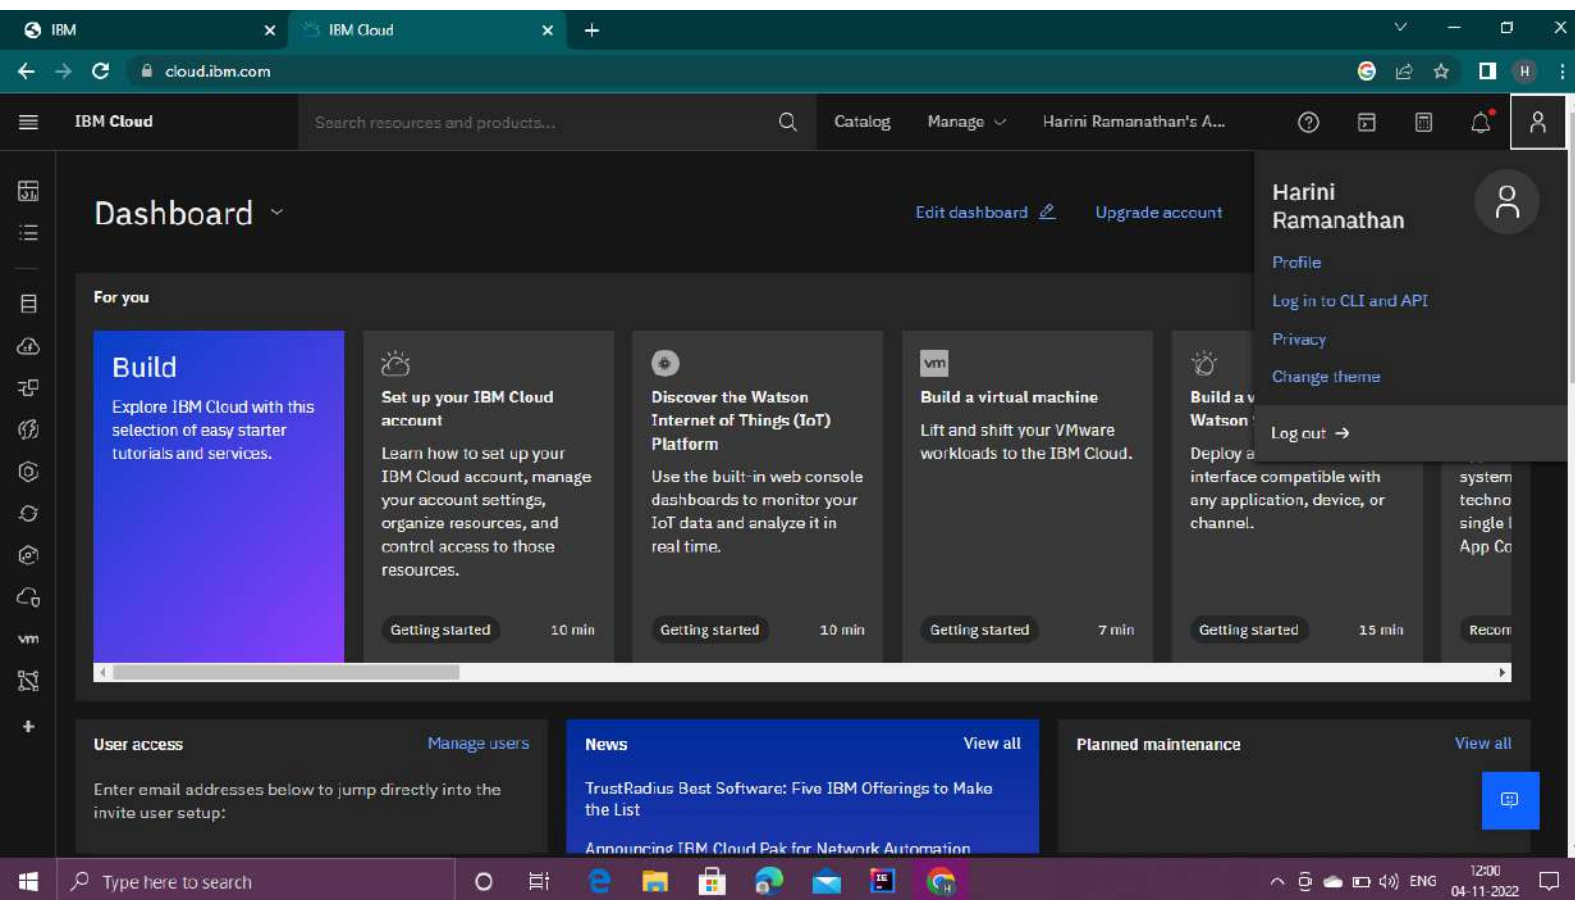 IBM
IBM Cloud
cloud.ibm.com
H
IBM Cloud
Search resources and products...
Catalog
Manage
Harini Ramanathan's A...
Dashboard
Edit dashboard
Upgrade account
Harini
Ramanathan
Profile
Log in to CLI and API
Privacy
Change theme
Log out →
For you
Build
Explore IBM Cloud with this
selection of easy starter
tutorials and services.
Set up your IBM Cloud
account
Learn how to set up your
IBM Cloud account, manage
your account settings,
organize resources, and
control access to those
resources.
Getting started 10 min
Discover the Watson
Internet of Things (IoT)
Platform
Use the built-in web console
dashboards to monitor your
IoT data and analyze it in
real time.
Getting started 10 min
vm
Build a virtual machine
Lift and shift your VMware
workloads to the IBM Cloud.
Getting started 7 min
Build a v
Watson
Deploy a
interface compatible with
any application, device, or
channel.
Getting started 15 min
system
techno
single
App Co
Recom
vm
User access
Manage users
Enter email addresses below to jump directly into the
invite user setup:
News
View all
TrustRadius Best Software: Five IBM Offerings to Make
the List
Announcing IBM Cloud Pak for Network Automation
Planned maintenance
View all
Type here to search
IE
H
ENG
12:00
04-11-2022